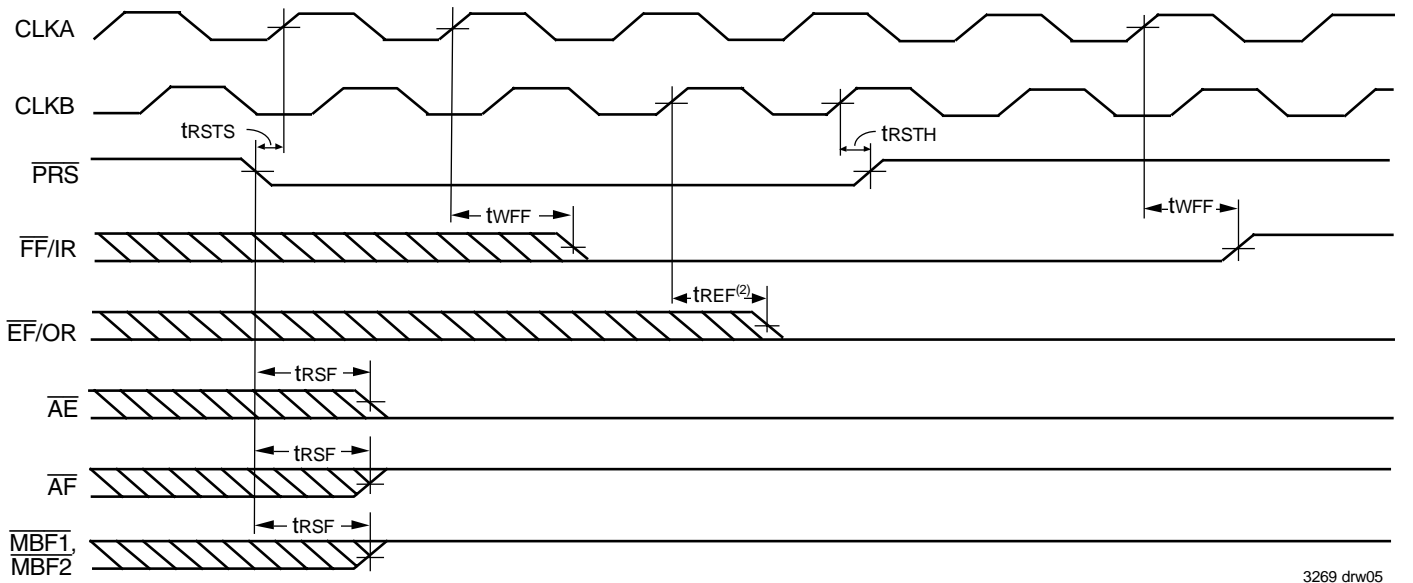 CLKA
CLKB
tRSTS
tRSTH
PRS
tWFF
tWFF
FF/IR
tREF(2)
EF/OR
tRSF
AE
tRSF
AF
tRSF
MBF1,
MBF2
3269 drw05